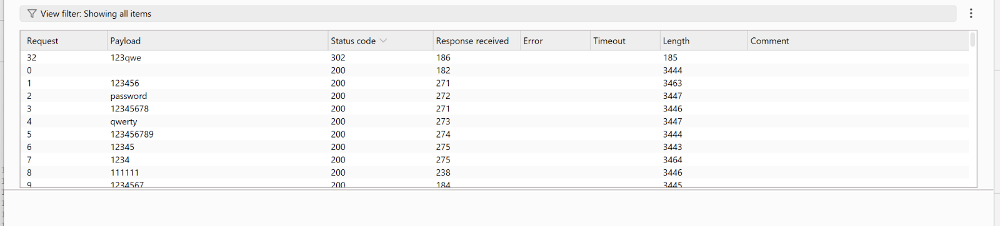 View filter: Showing all items
Request Payload Status code Response received Error Timeout Length Comment
32 123qwe 302 186 185
0 200 182 3444
1 123456 200 271 3463
2 password 200 272 3447
3 12345678 200 271 3446
4 qwerty 200 273 3447
5 123456789 200 274 3444
6 12345 200 275 3443
7 1234 200 275 3464
8 111111 200 238 3446
9 1234567 200 184 3445